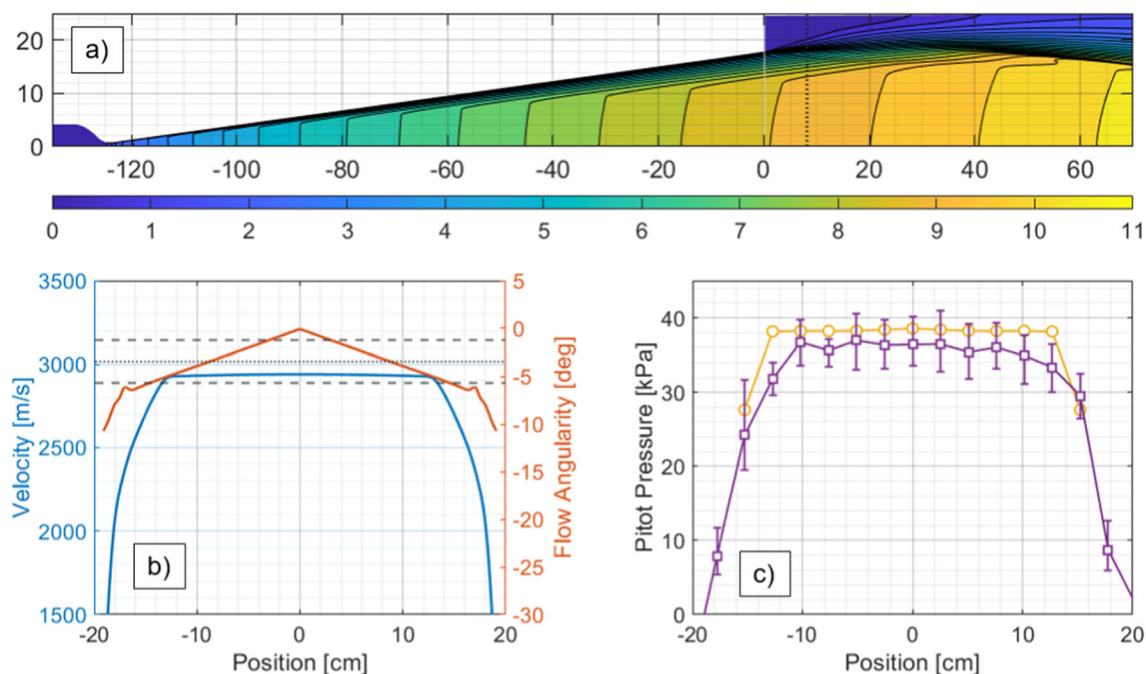 a)
20
10
0
-120 -100 -80 -60 -40 -20 0 20 40 60
0 1 2 3 4 5 6 7 8 9 10 11
3500
3000
2500
2000
1500
Velocity [m/s]
5
0
-5
-10
-15
-20
-25
-30
Flow Angularity [deg]
b)
-20 -10 0 10 20
Position [cm]
40
30
20
10
0
Pitot Pressure [kPa]
c)
-20 -10 0 10 20
Position [cm]